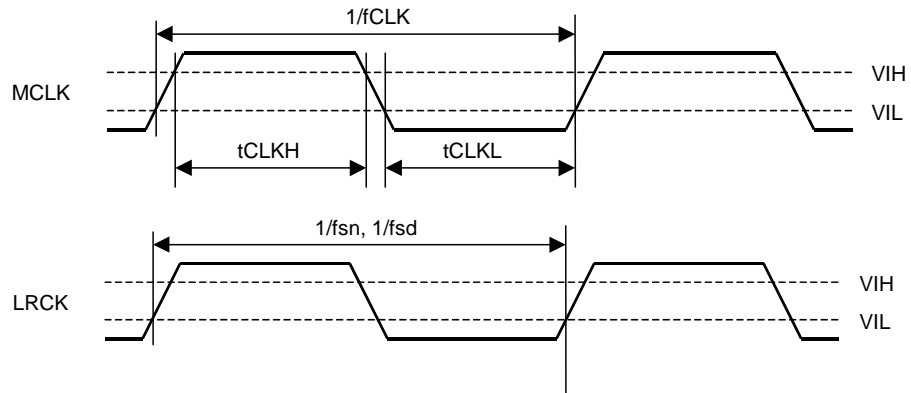 1/fCLK
VIH
MCLK
VIL
tCLKH
tCLKL
1/fsn, 1/fsd
VIH
LRCK
VIL